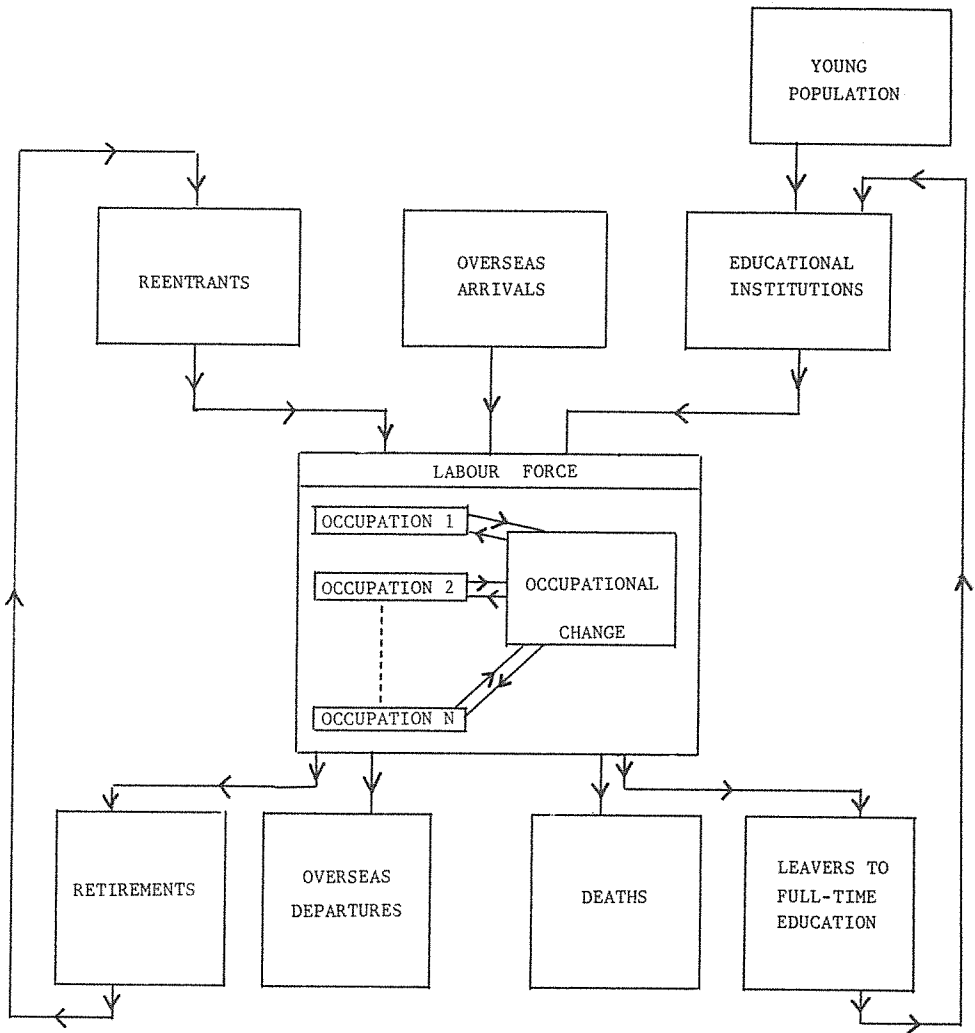 YOUNG
POPULATION
REENTRANTS
OVERSEAS
ARRIVALS
EDUCATIONAL
INSTITUTIONS
LABOUR FORCE
OCCUPATION 1
OCCUPATION 2
OCCUPATIONAL
CHANGE
OCCUPATION N
RETIREMENTS
OVERSEAS
DEPARTURES
DEATHS
LEAVERS TO
FULL-TIME
EDUCATION